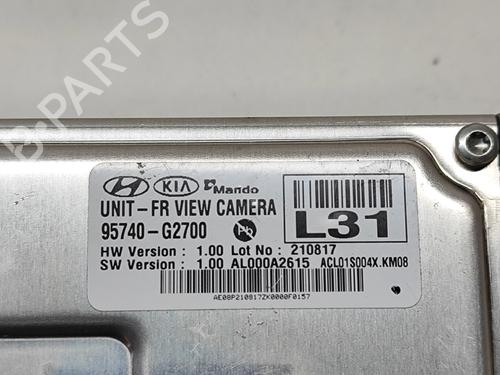 KIA Mando
UNIT-FR VIEW CAMERA
95740-G2700
Pb
L31
HW Version : 1.00 Lot No : 210817
SW Version : 1.00 AL000A2615 ACL01S004X.KM08
AE08P210817ZK0000F0157
B-PARTS